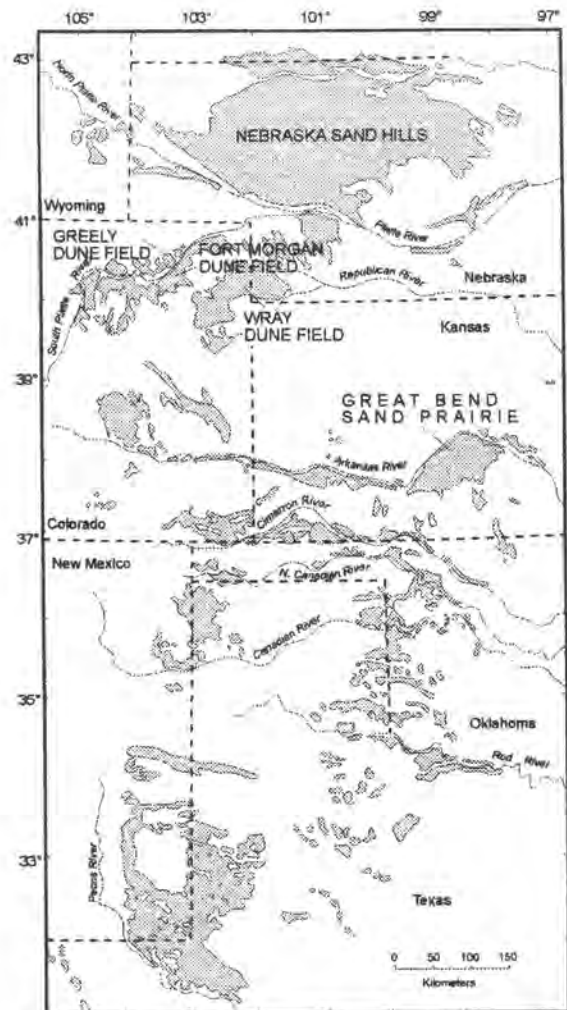 105° 103° 101° 99° 97°
43°
North Platte River
NEBRASKA SAND HILLS
Wyoming
41°
Platte River
GREELY
DUNE FIELD
FORT MORGAN
DUNE FIELD
Republican River
Nebraska
South Platte River
WRAY
DUNE FIELD
Kansas
39°
GREAT BEND
SAND PRAIRIE
Arkansas River
Cimarron River
Colorado
37°
New Mexico
N. Canadian River
Canadian River
35°
Oklahoma
Red River
33°
Pecos River
Texas
0 50 100 150
Kilometers